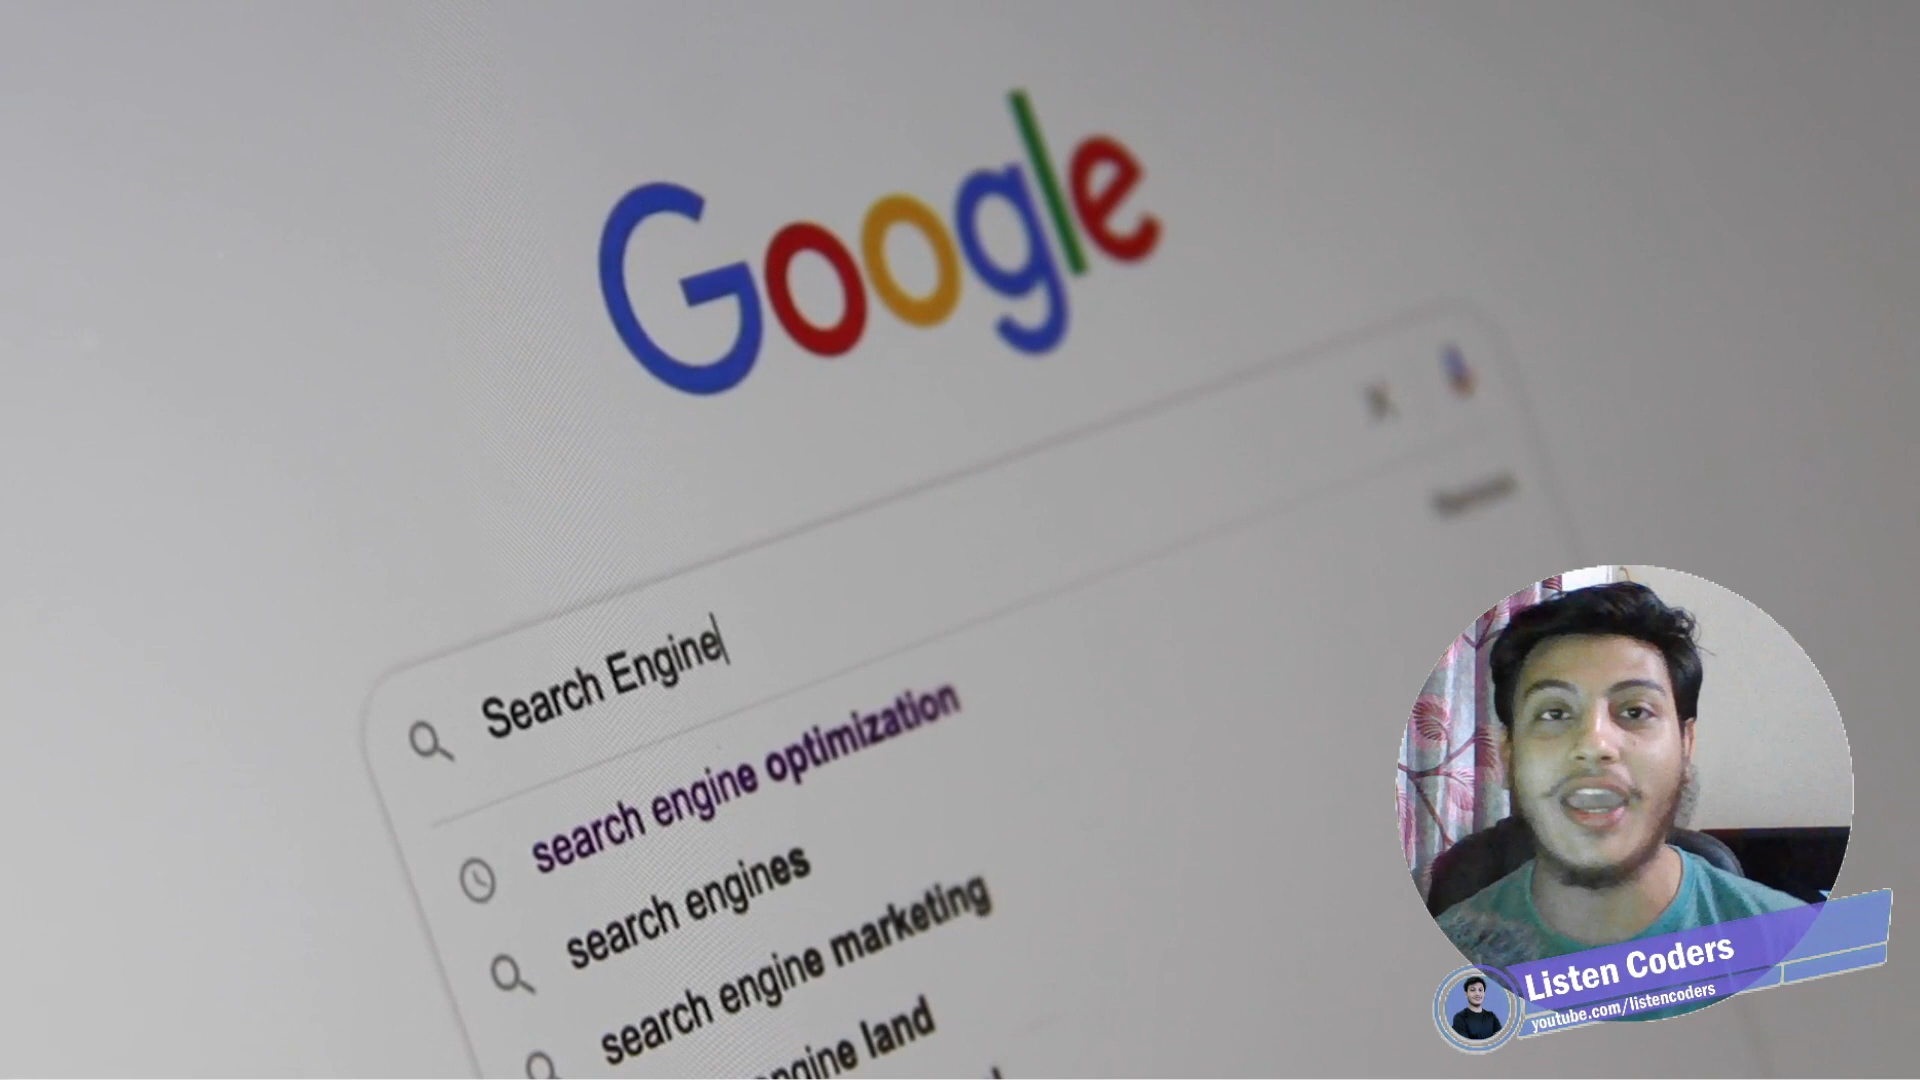 Google
Search Engine
search engine optimization
search engines
search engine marketing
engine land
Listen Coders
youtube.com/listencoders